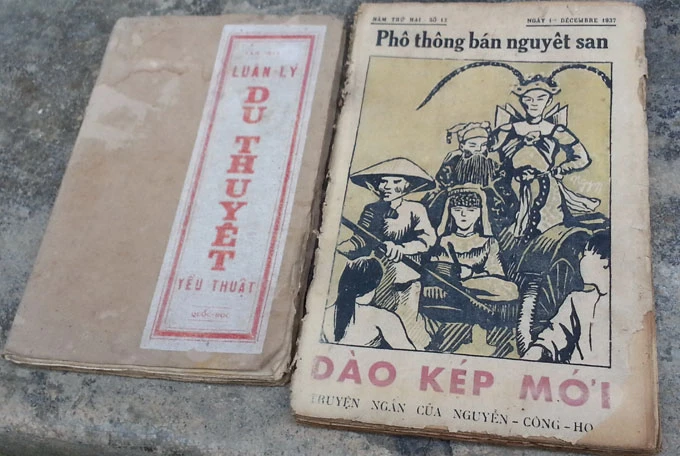 LUÂN LÝ
DU THUYẾT
YẾU THUẬT
NĂM THỨ HAI, SỐ 12
NGÀY 1ᵉʳ DÉCEMBRE 1937
Phổ thông bán nguyệt san
ĐÀO KÉP MỚI
TRUYỆN NGẮN CỦA NGUYỄN-CÔNG-HO